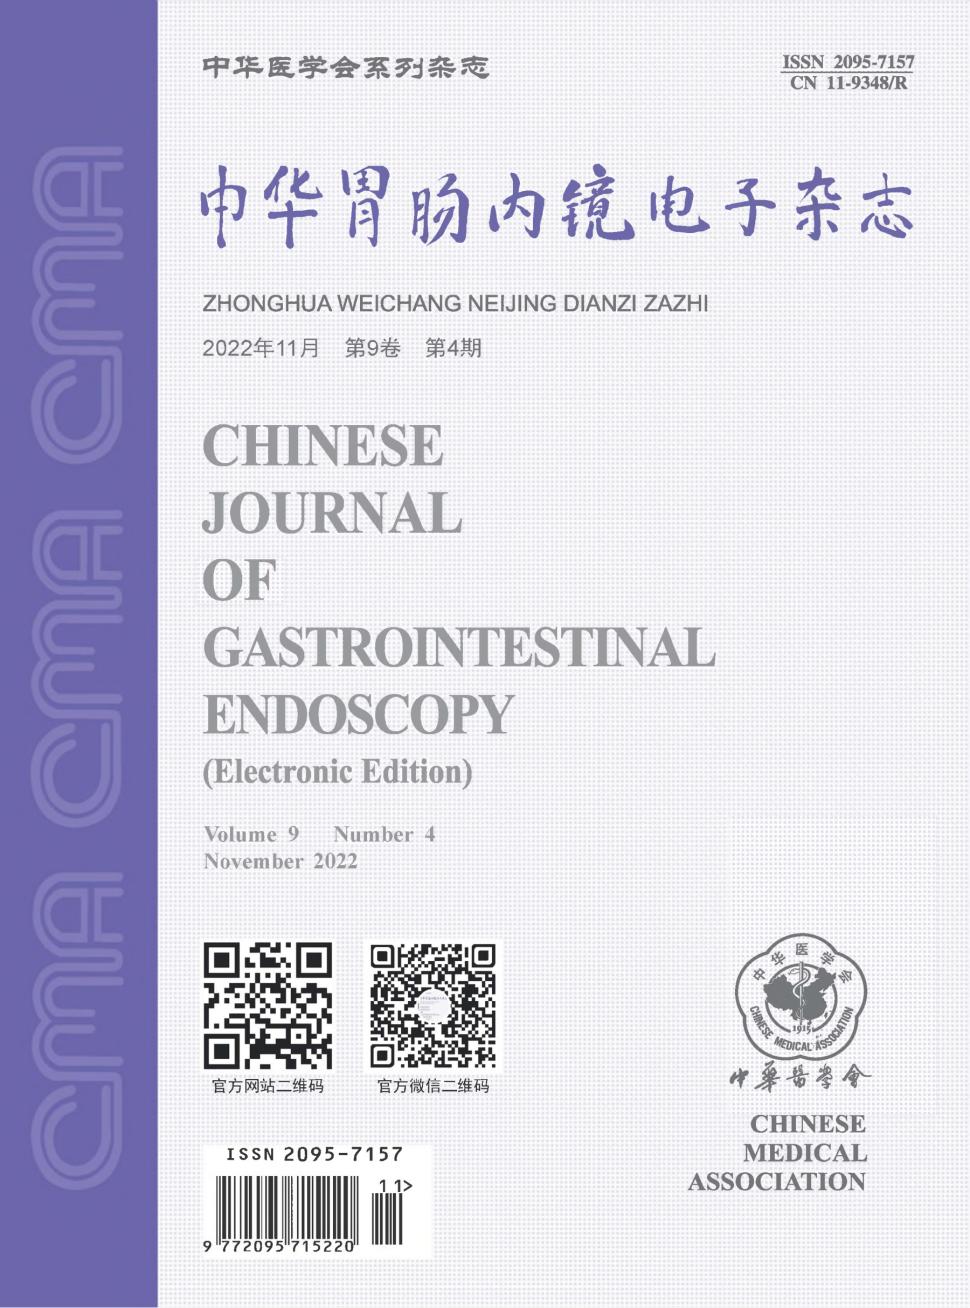 中华医学会系列杂志
ISSN 2095-7157
CN 11-9348/R
中华胃肠内镜电子杂志
ZHONGHUA WEICHANG NEIJING DIANZI ZAZHI
2022年11月 第9卷 第4期
CMA CMA CMA
CHINESE
JOURNAL
OF
GASTROINTESTINAL
ENDOSCOPY
(Electronic Edition)
Volume 9 Number 4
November 2022
官方网站二维码
官方微信二维码
中华医学会
1915
CHINESE MEDICAL ASSOCIATION
中華醫學會
CHINESE
MEDICAL
ASSOCIATION
ISSN 2095-7157
11>
9 772095 715220